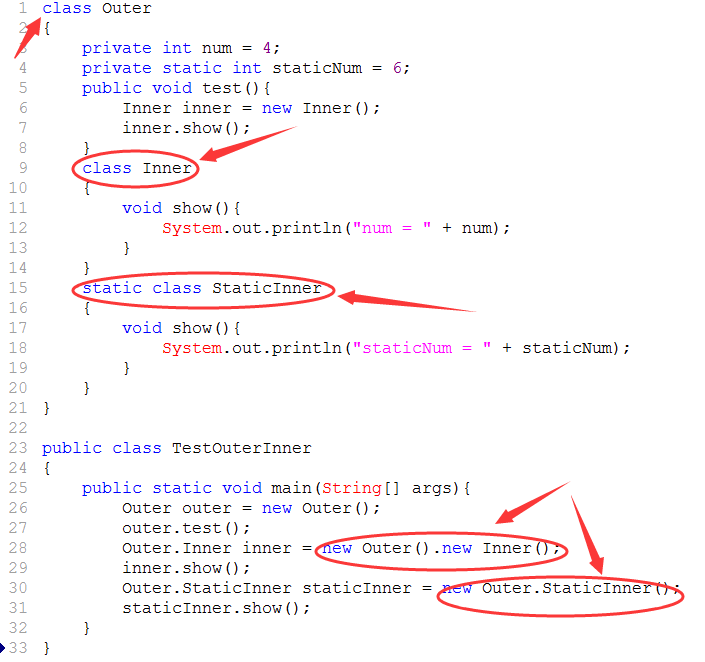 1 class Outer
2 {
3     private int num = 4;
4     private static int staticNum = 6;
5     public void test(){
6         Inner inner = new Inner();
7         inner.show();
8     }
9     class Inner
10     {
11         void show(){
12             System.out.println("num = " + num);
13         }
14     }
15     static class StaticInner
16     {
17         void show(){
18             System.out.println("staticNum = " + staticNum);
19         }
20     }
21 }
22
23 public class TestOuterInner
24 {
25     public static void main(String[] args){
26         Outer outer = new Outer();
27         outer.test();
28         Outer.Inner inner = new Outer().new Inner();
29         inner.show();
30         Outer.StaticInner staticInner = new Outer.StaticInner();
31         staticInner.show();
32     }
33 }